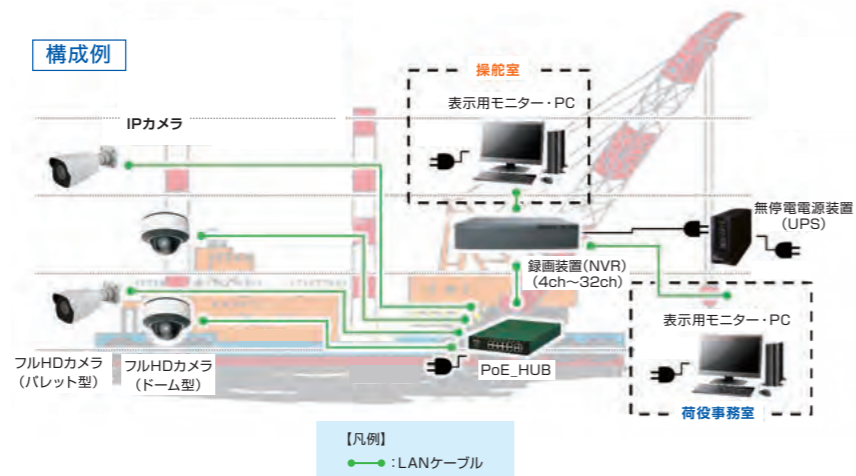 構成例
操舵室
表示用モニター・PC
IPカメラ
無停電電源装置
(UPS)
録画装置(NVR)
(4ch～32ch)
表示用モニター・PC
フルHDカメラ
(バレット型)
フルHDカメラ
(ドーム型)
PoE_HUB
荷役事務室
【凡例】
:LANケーブル